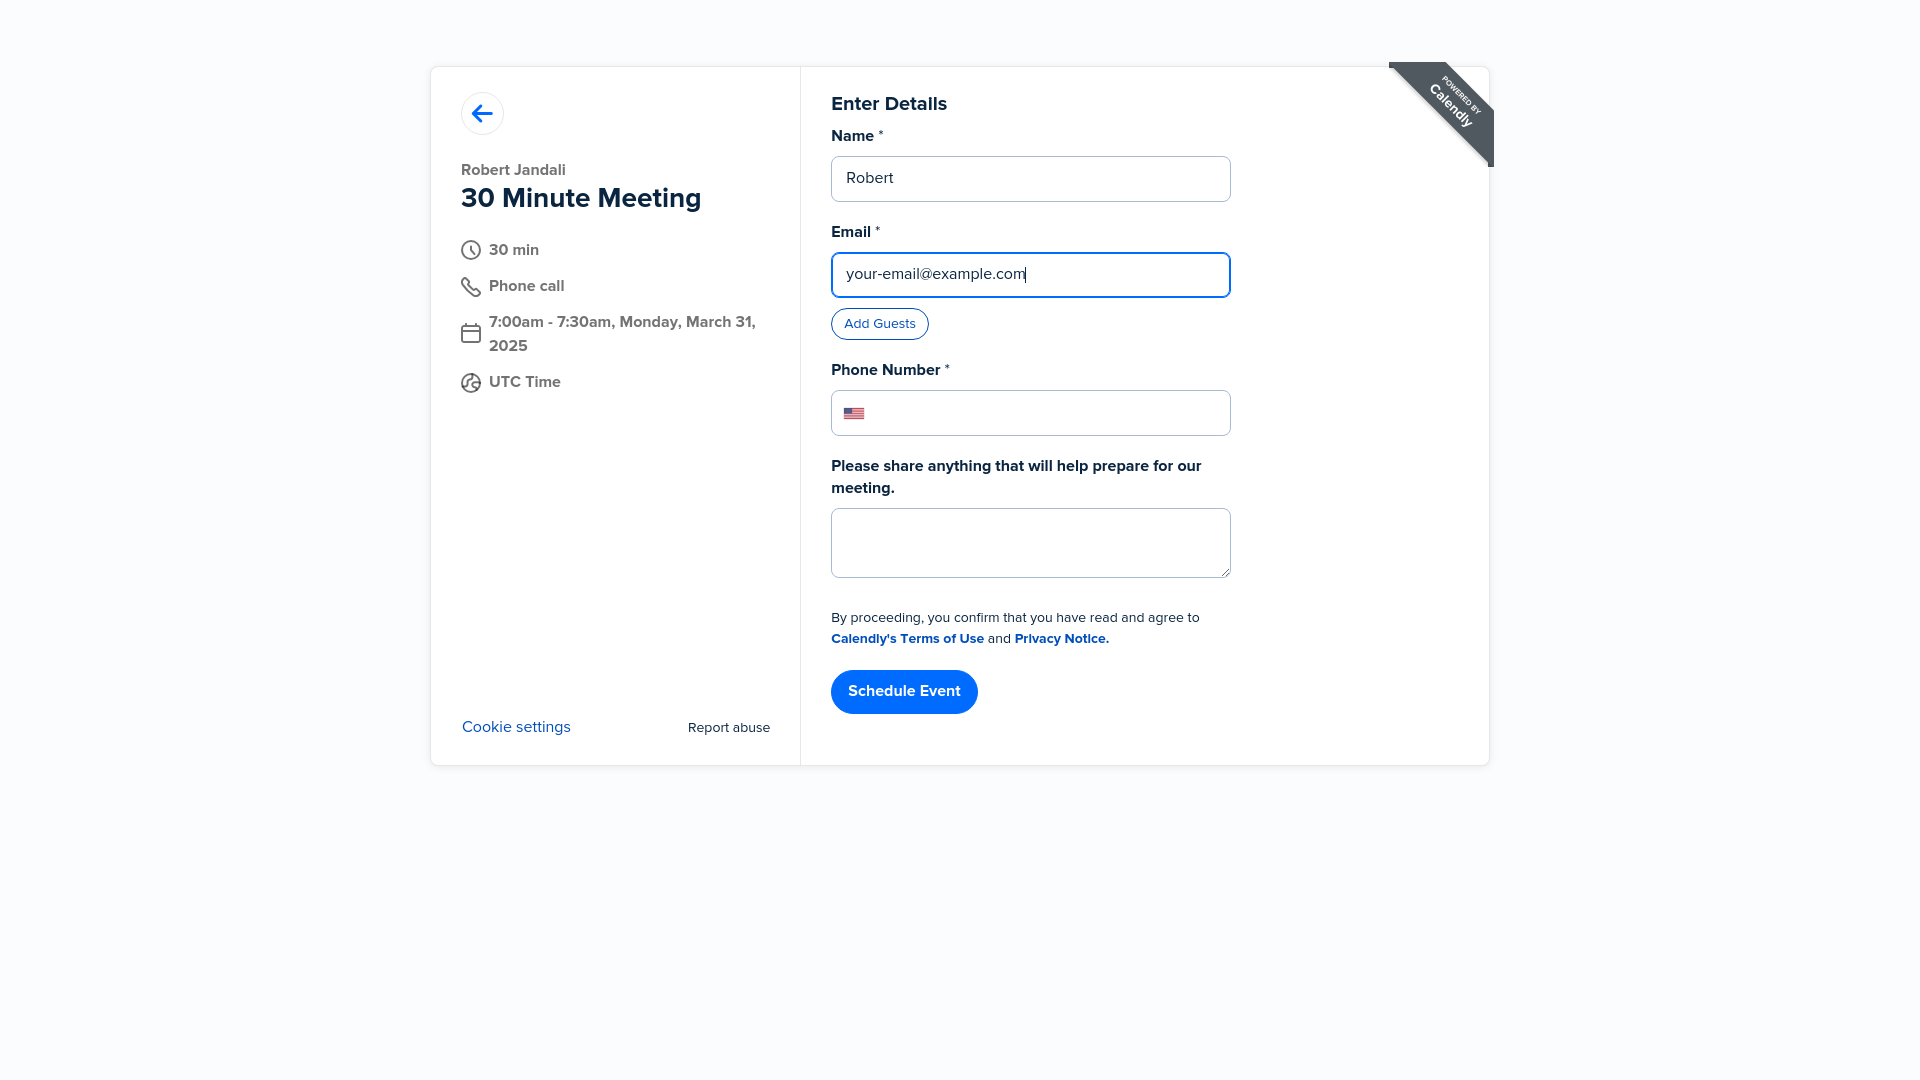 Robert Jandali
30 Minute Meeting
30 min
Phone call
7:00am - 7:30am, Monday, March 31,
2025
UTC Time
Cookie settings
Report abuse
Enter Details
Name *
Robert
Email *
your-email@example.com
Add Guests
Phone Number *
Please share anything that will help prepare for our
meeting.
By proceeding, you confirm that you have read and agree to
Calendly's Terms of Use and Privacy Notice.
Schedule Event
POWERED BY
Calendly